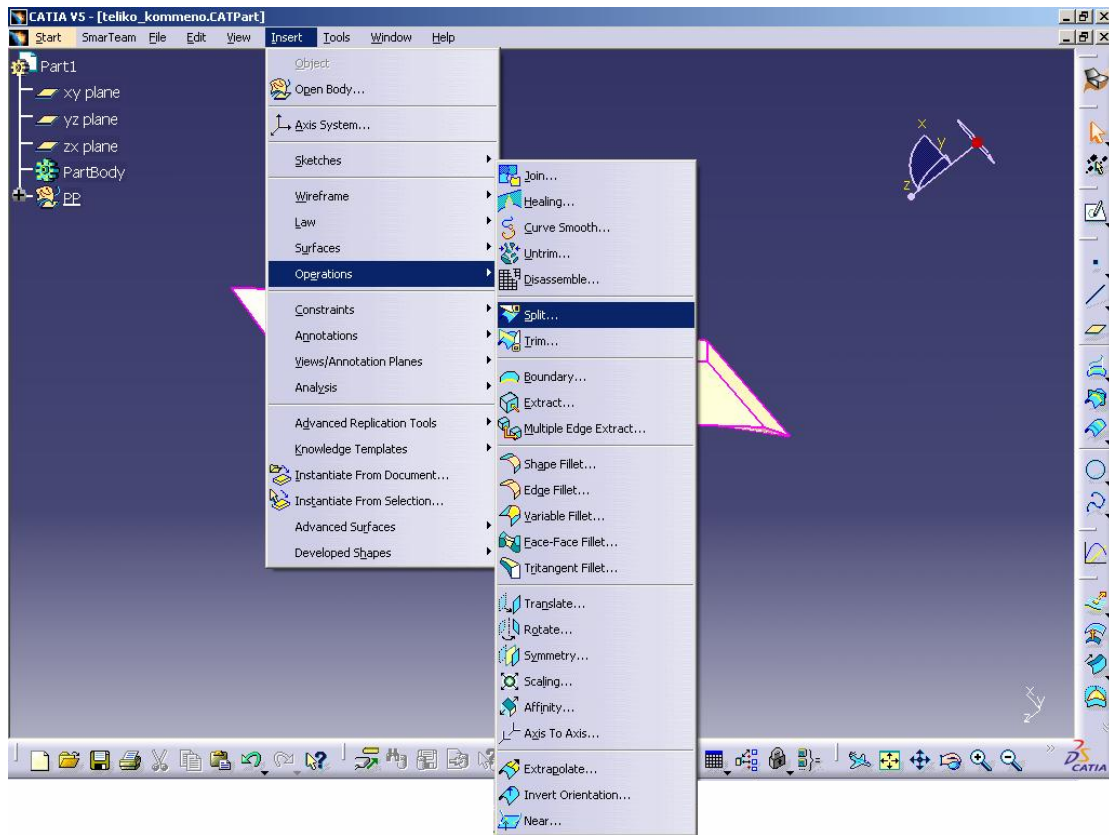 CATIA V5 - [teliko_kommeno.CATPart]
Start SmarTeam File Edit View Insert Tools Window Help
Part1
xy plane
yz plane
zx plane
PartBody
PP
Object
Open Body...
Axis System...
Sketches
Wireframe
Law
Surfaces
Operations
Constraints
Annotations
Views/Annotation Planes
Analysis
Advanced Replication Tools
Knowledge Templates
Instantiate From Document...
Instantiate From Selection...
Advanced Surfaces
Developed Shapes
Join...
Healing...
Curve Smooth...
Untrim...
Disassemble...
Split...
Trim...
Boundary...
Extract...
Multiple Edge Extract...
Shape Fillet...
Edge Fillet...
Variable Fillet...
Face-Face Fillet...
Tritangent Fillet...
Translate...
Rotate...
Symmetry...
Scaling...
Affinity...
Axis To Axis...
Extrapolate...
Invert Orientation...
Near...
x
y
z
x
y
z
CATIA